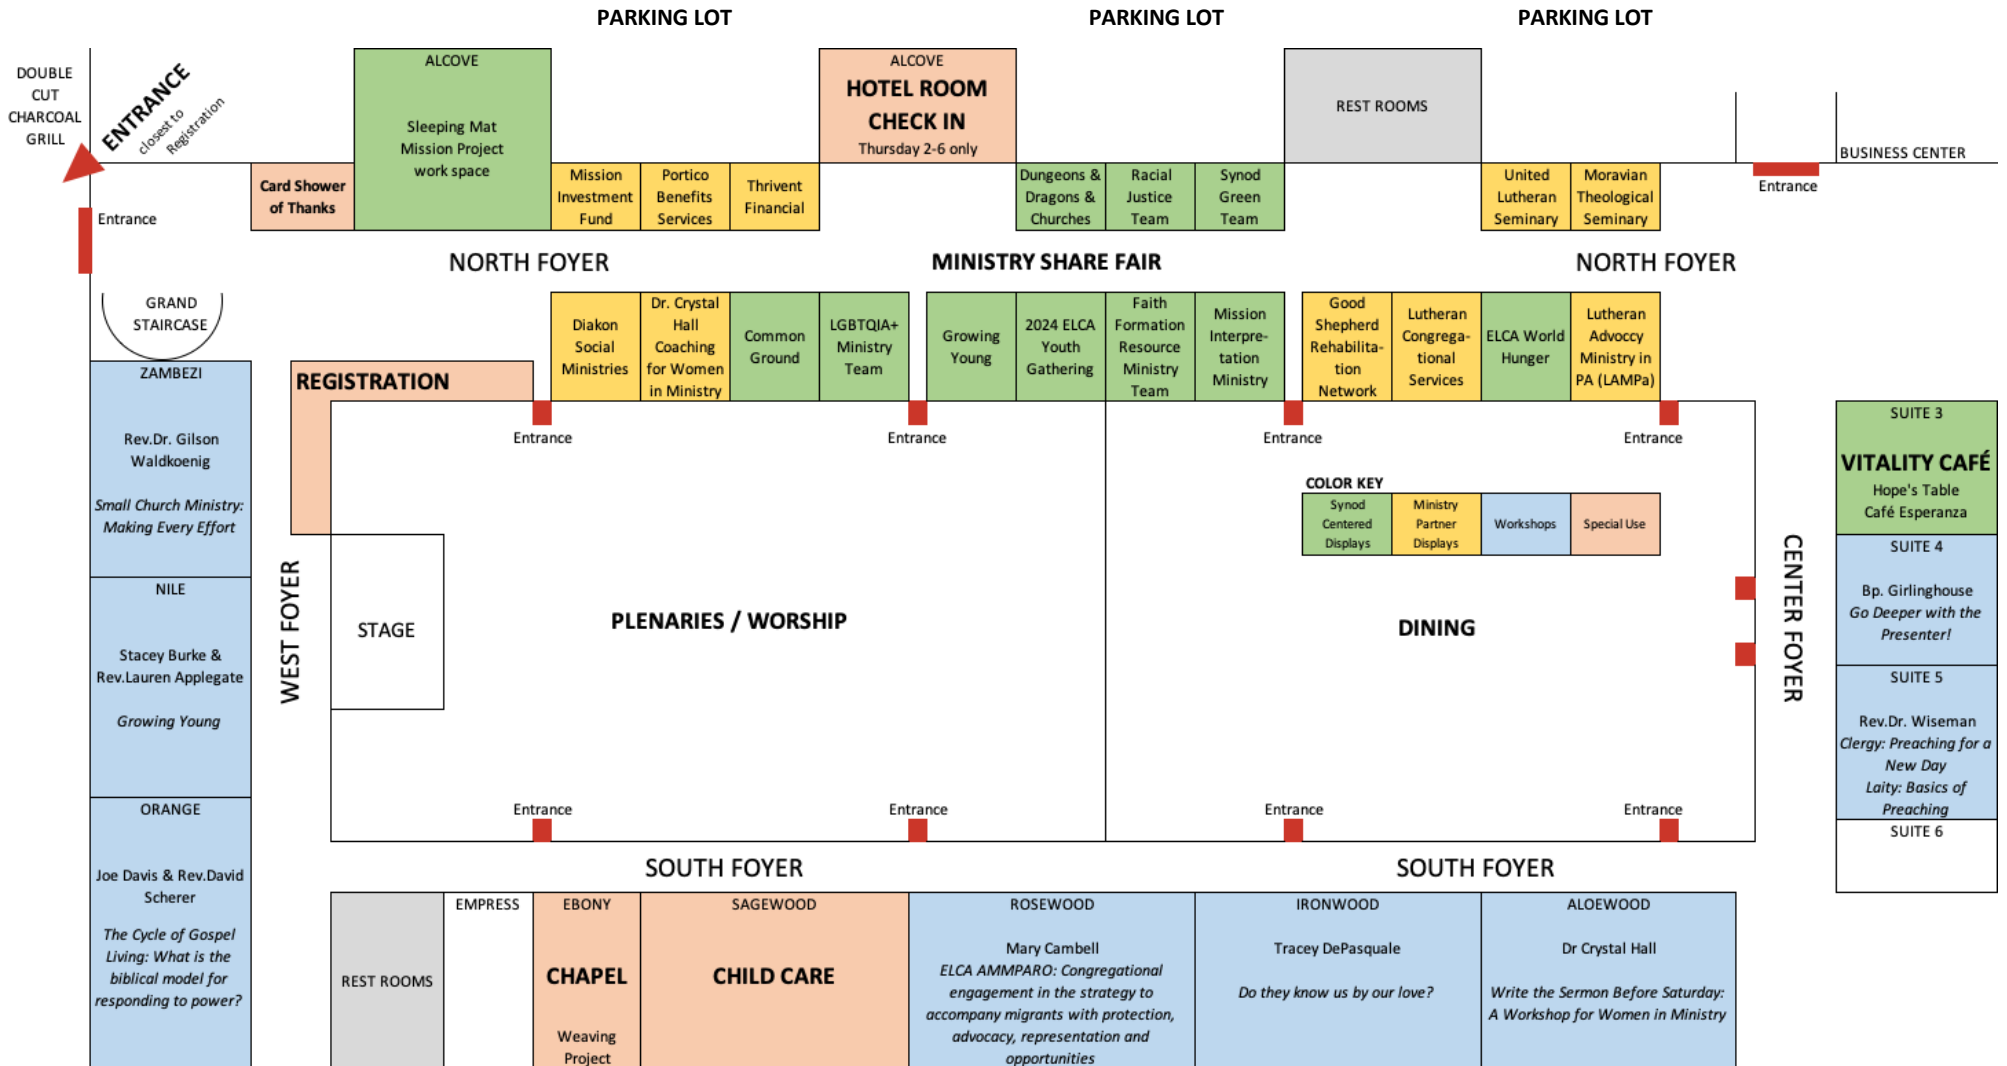 PARKING LOT
PARKING LOT
PARKING LOT
DOUBLE
CUT
CHARCOAL
GRILL
ENTRANCE
closest to
Registration
ALCOVE
Sleeping Mat
Mission Project
work space
ALCOVE
HOTEL ROOM
CHECK IN
Thursday 2-6 only
REST ROOMS
BUSINESS CENTER
Entrance
Entrance
Card Shower
of Thanks
Mission
Investment
Fund
Portico
Benefits
Services
Thrivent
Financial
Dungeons &
Dragons &
Churches
Racial
Justice
Team
Synod
Green
Team
United
Lutheran
Seminary
Moravian
Theological
Seminary
NORTH FOYER
MINISTRY SHARE FAIR
NORTH FOYER
GRAND
STAIRCASE
Diakon
Social
Ministries
Dr. Crystal
Hall
Coaching
for Women
in Ministry
Common
Ground
LGBTQIA+
Ministry
Team
Growing
Young
2024 ELCA
Youth
Gathering
Faith
Formation
Resource
Ministry
Team
Mission
Interpre-
tation
Ministry
Good
Shepherd
Rehabilita-
tion
Network
Lutheran
Congrega-
tional
Services
ELCA World
Hunger
Lutheran
Advoccy
Ministry in
PA (LAMPa)
REGISTRATION
Entrance
Entrance
Entrance
Entrance
ZAMBEZI
Rev.Dr. Gilson
Waldkoenig
Small Church Ministry:
Making Every Effort
NILE
Stacey Burke &
Rev.Lauren Applegate
Growing Young
ORANGE
Joe Davis & Rev.David
Scherer
The Cycle of Gospel
Living: What is the
biblical model for
responding to power?
WEST FOYER
STAGE
PLENARIES / WORSHIP
COLOR KEY
Synod
Centered
Displays
Ministry
Partner
Displays
Workshops
Special Use
DINING
CENTER FOYER
SUITE 3
VITALITY CAFÉ
Hope's Table
Café Esperanza
SUITE 4
Bp. Girlinghouse
Go Deeper with the
Presenter!
SUITE 5
Rev.Dr. Wiseman
Clergy: Preaching for a
New Day
Laity: Basics of
Preaching
SUITE 6
Entrance
Entrance
Entrance
Entrance
SOUTH FOYER
SOUTH FOYER
REST ROOMS
EMPRESS
EBONY
CHAPEL
Weaving
Project
SAGEWOOD
CHILD CARE
ROSEWOOD
Mary Cambell
ELCA AMMPARO: Congregational
engagement in the strategy to
accompany migrants with protection,
advocacy, representation and
opportunities
IRONWOOD
Tracey DePasquale
Do they know us by our love?
ALOEWOOD
Dr Crystal Hall
Write the Sermon Before Saturday:
A Workshop for Women in Ministry